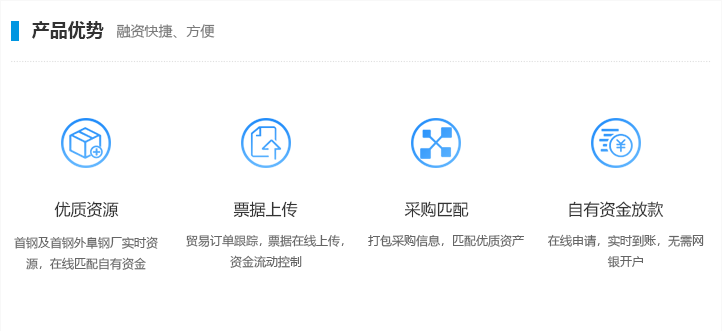 产品优势 融资快捷、方便
优质资源
票据上传
采购匹配
自有资金放款
首钢及首钢外阜钢厂实时资
源，在线匹配自有资金
贸易订单跟踪，票据在线上传，
资金流动控制
打包采购信息，匹配优质资产
在线申请，实时到账，无需网
银开户